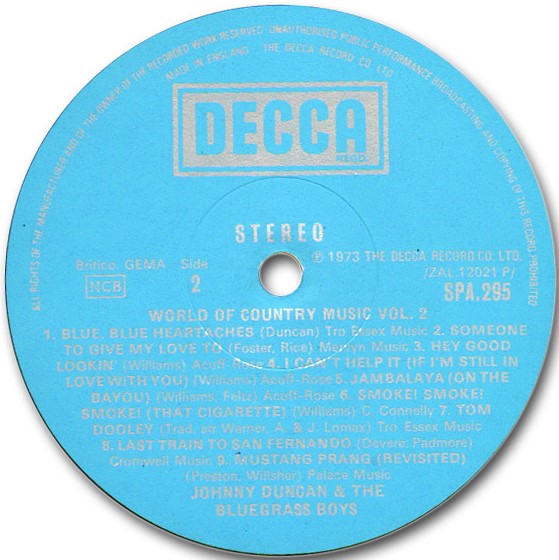 ALL RIGHTS OF THE MANUFACTURER AND OF THE OWNER OF THE RECORDED WORK RESERVED UNAUTHORISED PUBLIC PERFORMANCE BROADCASTING AND COPYING OF THIS RECORD PROHIBITED
MADE IN ENGLAND THE DECCA RECORD CO LTD
DECCA
REGD.
STEREO
℗ 1973 THE DECCA RECORD CO. LTD.
Britico, GEMA Side
/ZAL.12021 P/
NCB 2
SPA.295
WORLD OF COUNTRY MUSIC VOL. 2
1. BLUE, BLUE HEARTACHES (Duncan) Tro Essex Music 2. SOMEONE
TO GIVE MY LOVE TO (Foster, Rice) Mervyn Music 3. HEY GOOD
LOOKIN' (Williams) Acuff-Rose 4. I CAN'T HELP IT (IF I'M STILL IN
LOVE WITH YOU) (Williams) Acuff-Rose 5. JAMBALAYA (ON THE
BAYOU) (Williams, Feltz) Acuff-Rose 6. SMOKE! SMOKE!
SMOKE! (THAT CIGARETTE) (Williams) C. Connelly 7. TOM
DOOLEY (Trad, arr Warner, A. & J. Lomax) Tro Essex Music
8. LAST TRAIN TO SAN FERNANDO (Devere, Padmore)
Cromwell Music 9. MUSTANG PRANG (REVISITED)
(Preston, Willsher) Palace Music
JOHNNY DUNCAN & THE
BLUEGRASS BOYS